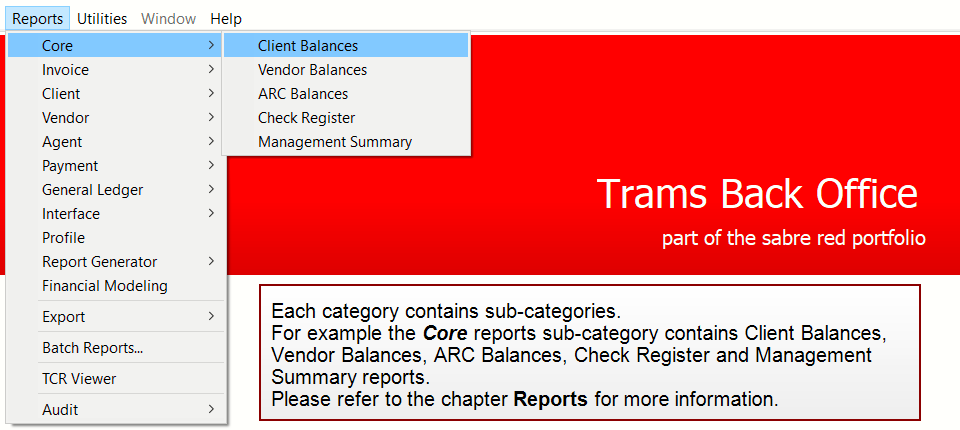 Reports Utilities Window Help
Core
Invoice
Client
Vendor
Agent
Payment
General Ledger
Interface
Profile
Report Generator
Financial Modeling
Export
Batch Reports...
TCR Viewer
Audit
Client Balances
Vendor Balances
ARC Balances
Check Register
Management Summary
Trams Back Office
part of the sabre red portfolio
Each category contains sub-categories.
For example the Core reports sub-category contains Client Balances,
Vendor Balances, ARC Balances, Check Register and Management
Summary reports.
Please refer to the chapter Reports for more information.